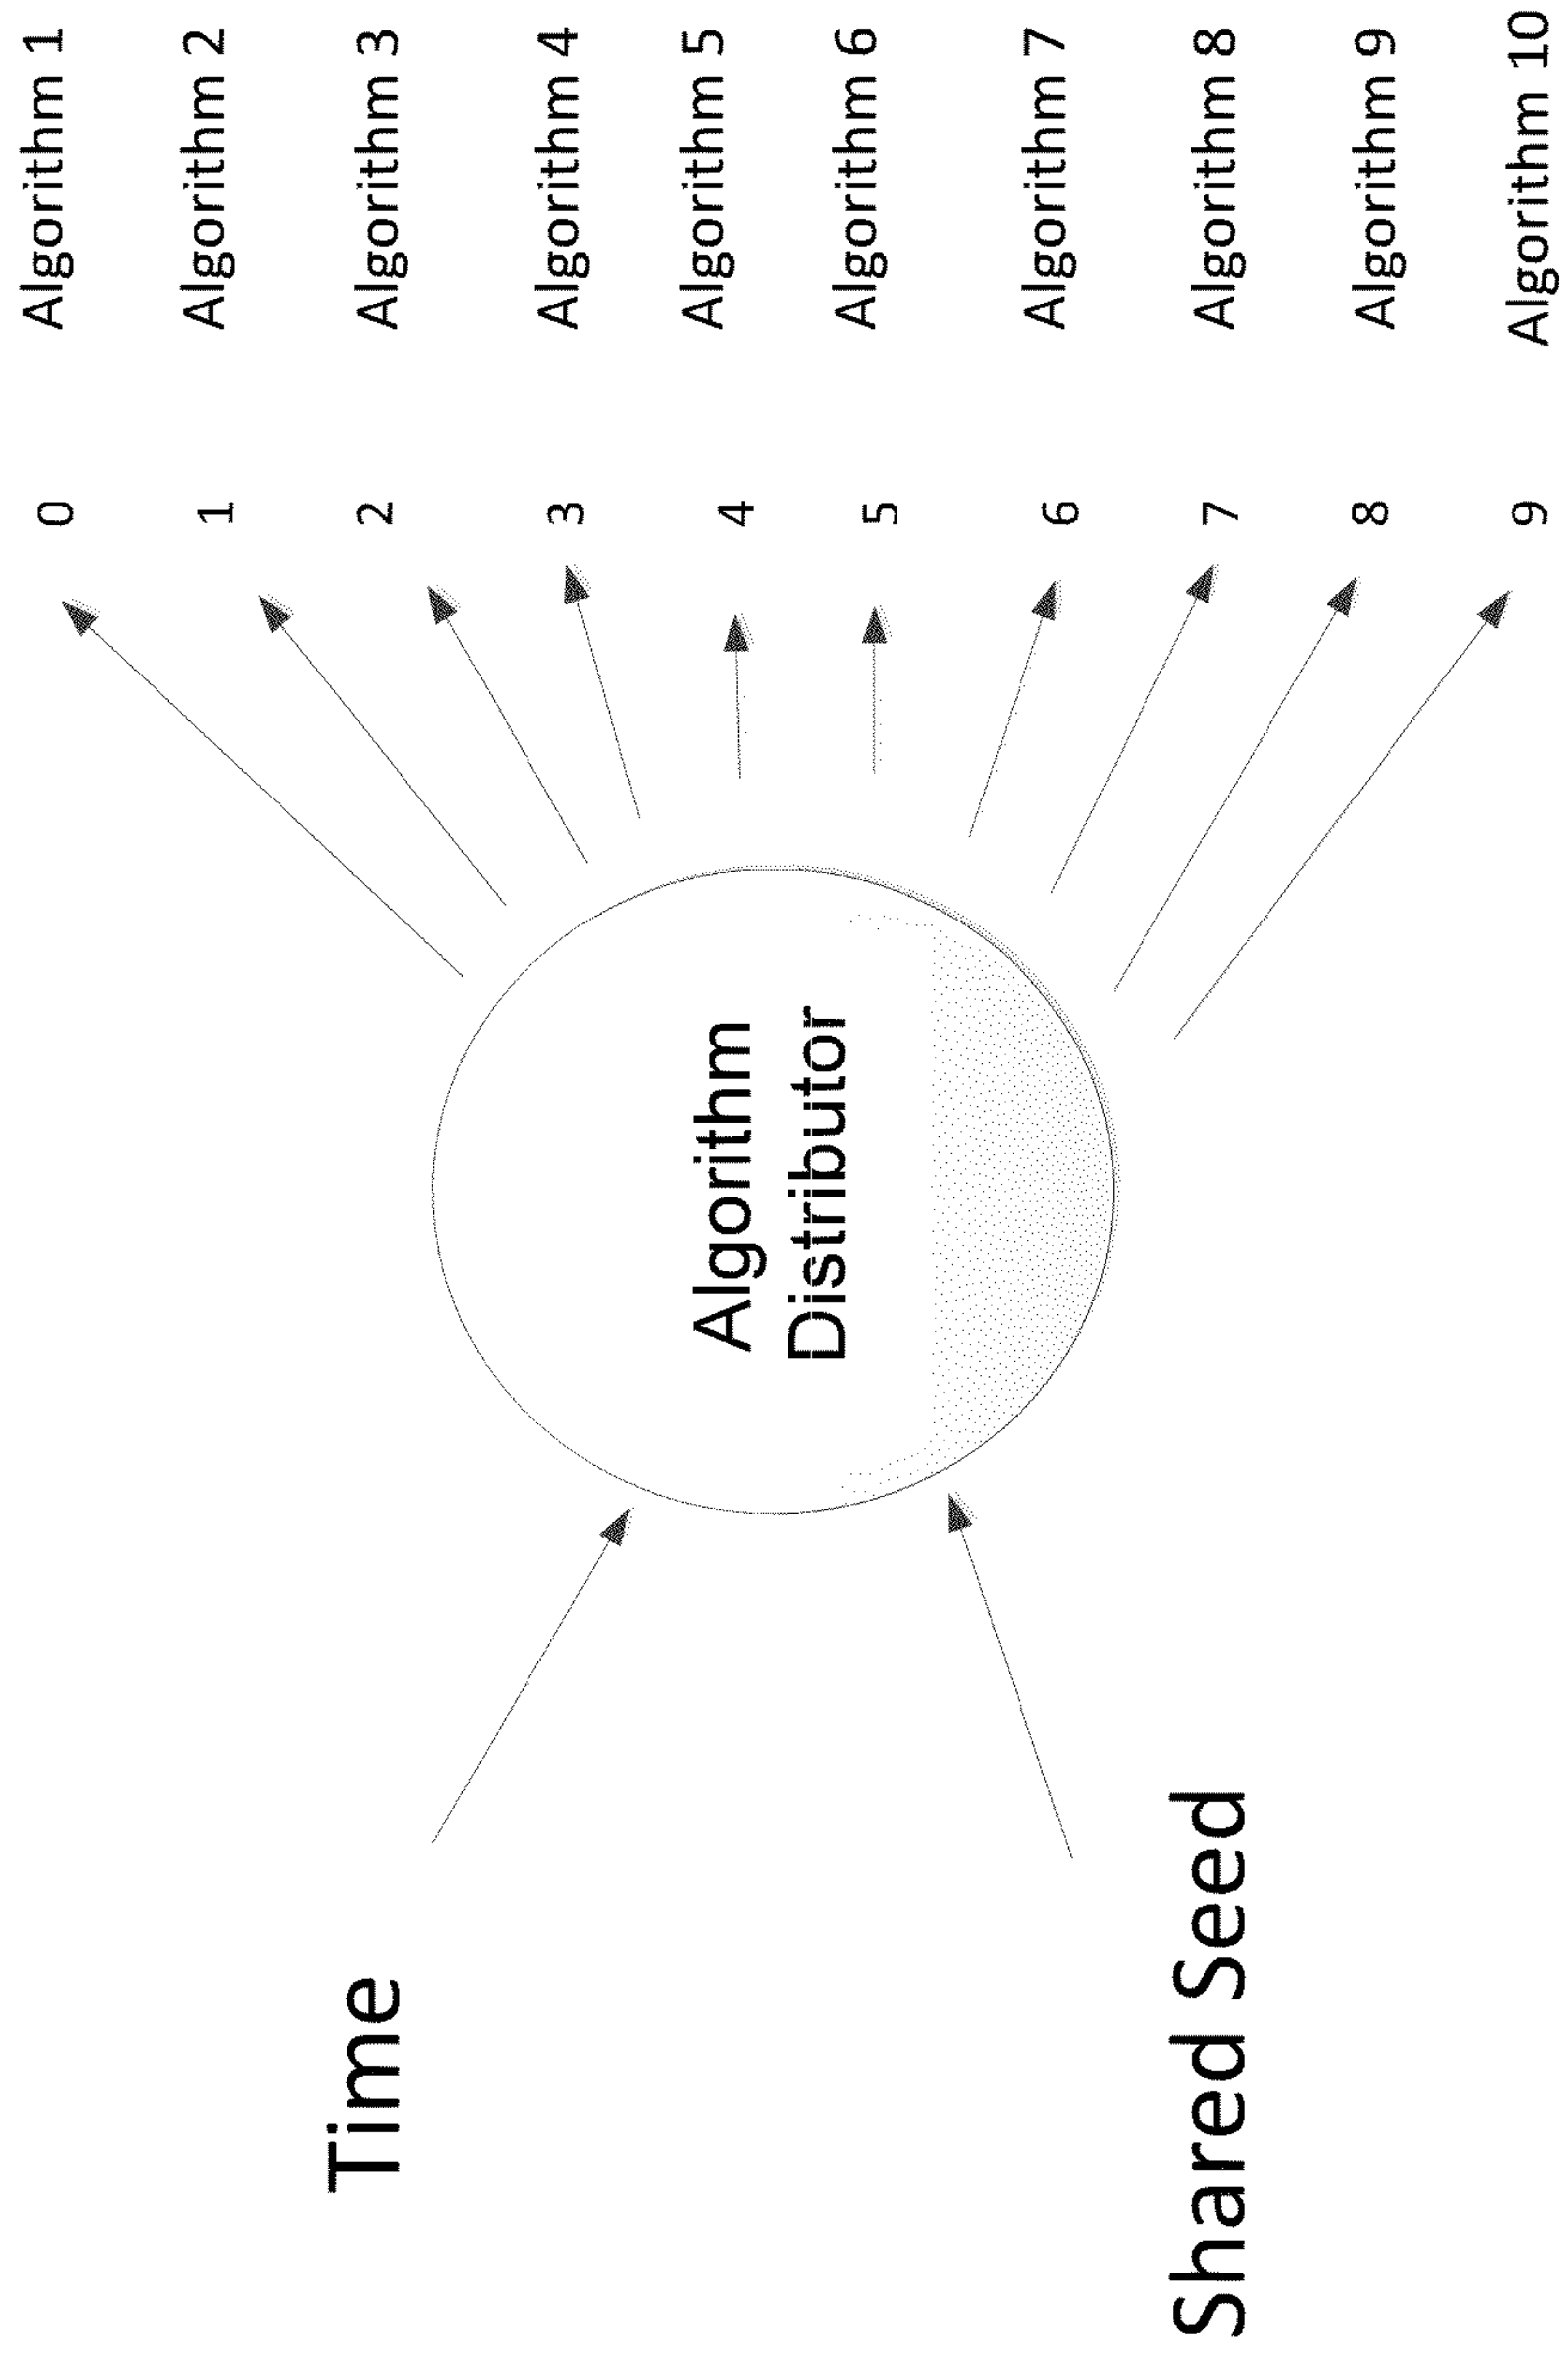 Time
Shared Seed
Algorithm
Distributor
0 Algorithm 1
1 Algorithm 2
2 Algorithm 3
3 Algorithm 4
4 Algorithm 5
5 Algorithm 6
6 Algorithm 7
7 Algorithm 8
8 Algorithm 9
9 Algorithm 10